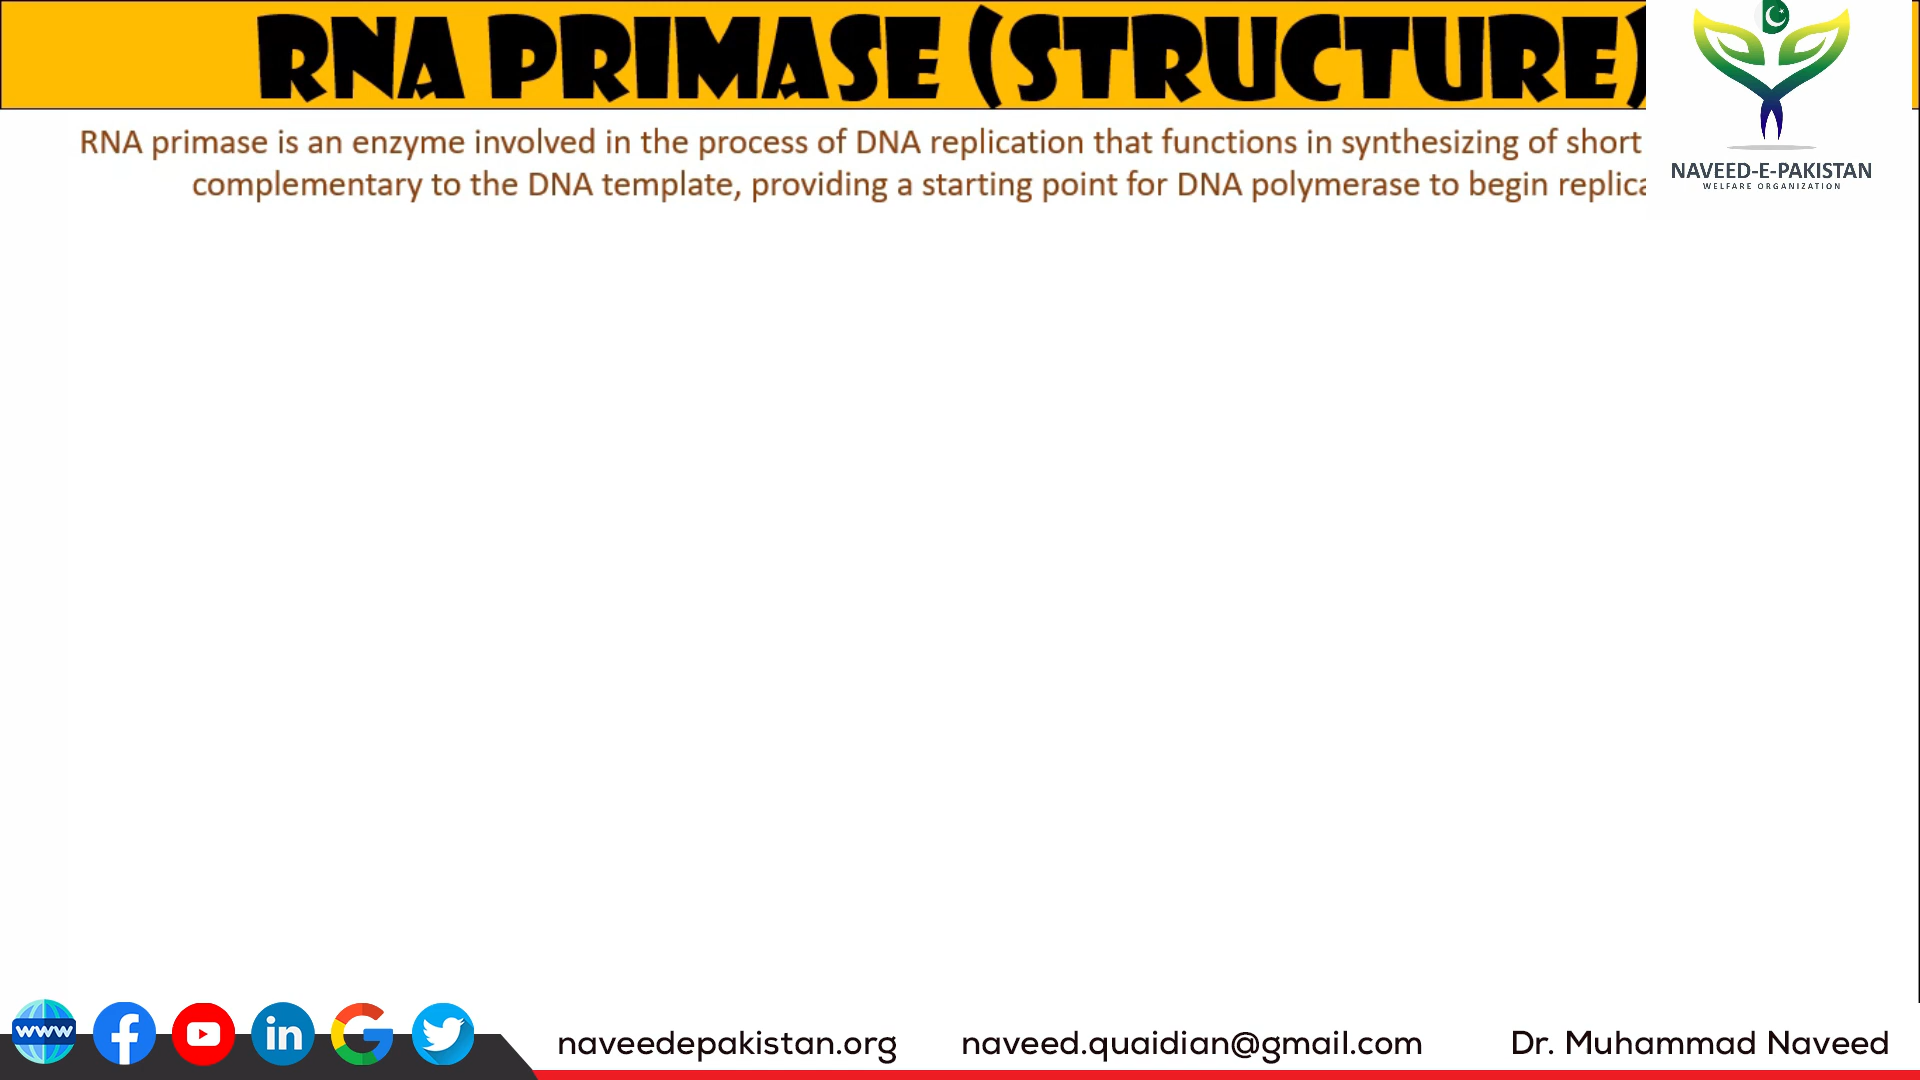 RNA PRIMASE (STRUCTURE)
RNA primase is an enzyme involved in the process of DNA replication that functions in synthesizing of short
complementary to the DNA template, providing a starting point for DNA polymerase to begin
NAVEED-E-PAKISTAN
WELFARE ORGANIZATION
www
in
naveedepakistan.org naveed.quaidian@gmail.com Dr. Muhammad Naveed